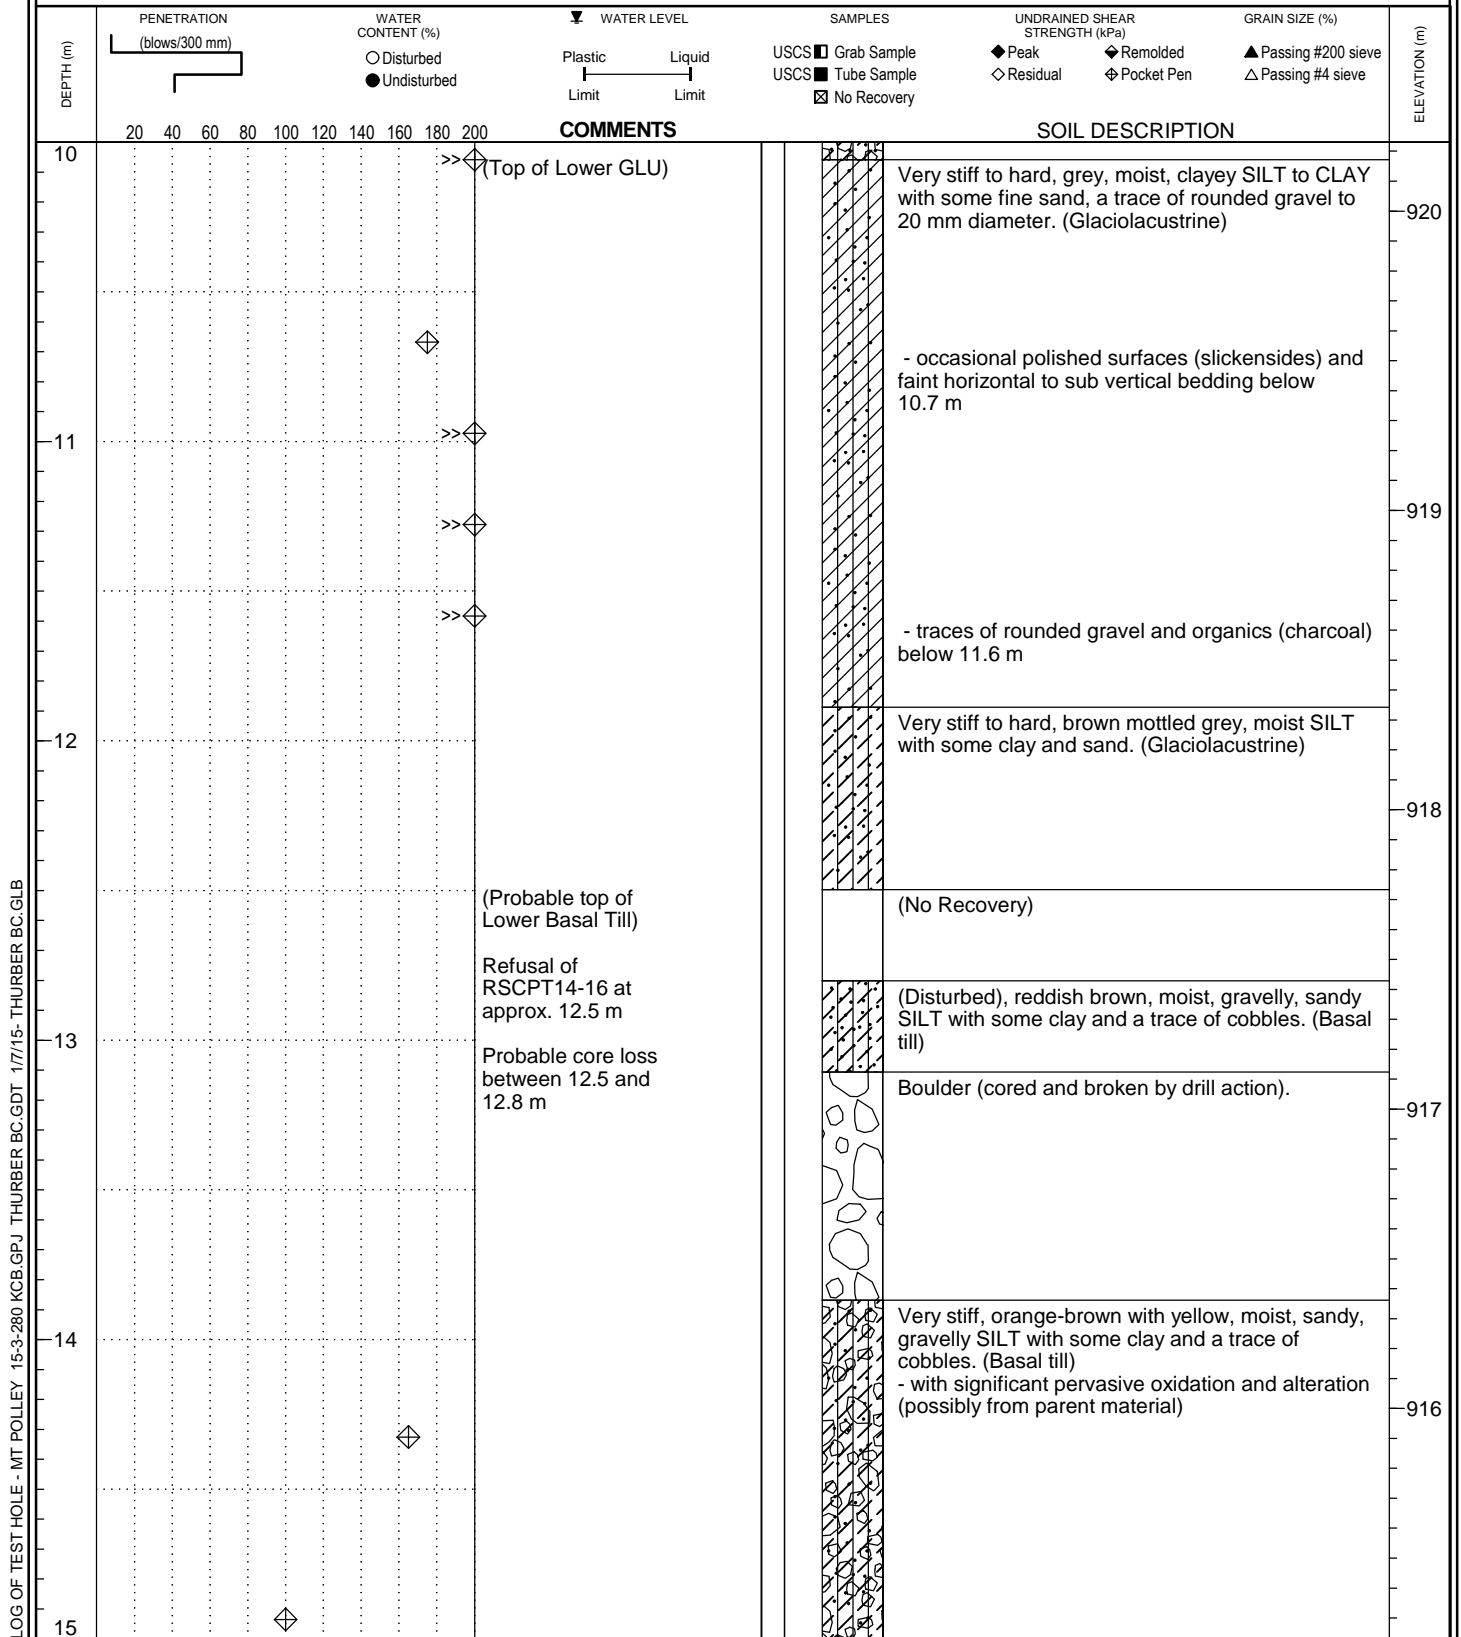 PENETRATION
(blows/300 mm)
WATER
CONTENT (%)
Disturbed
Undisturbed
WATER LEVEL
Plastic Liquid
Limit Limit
SAMPLES
USCS Grab Sample
USCS Tube Sample
No Recovery
UNDRAINED SHEAR
STRENGTH (kPa)
Peak Remolded
Residual Pocket Pen
GRAIN SIZE (%)
Passing #200 sieve
Passing #4 sieve
DEPTH (m)
ELEVATION (m)
20 40 60 80 100 120 140 160 180 200
COMMENTS
SOIL DESCRIPTION
10
>>
(Top of Lower GLU)
Very stiff to hard, grey, moist, clayey SILT to CLAY
with some fine sand, a trace of rounded gravel to
20 mm diameter. (Glaciolacustrine)
920
- occasional polished surfaces (slickensides) and
faint horizontal to sub vertical bedding below
10.7 m
11
>>
919
>>
>>
- traces of rounded gravel and organics (charcoal)
below 11.6 m
12
Very stiff to hard, brown mottled grey, moist SILT
with some clay and sand. (Glaciolacustrine)
918
(Probable top of
Lower Basal Till)
(No Recovery)
Refusal of
RSCPT14-16 at
approx. 12.5 m
(Disturbed), reddish brown, moist, gravelly, sandy
SILT with some clay and a trace of cobbles. (Basal
till)
13
Probable core loss
between 12.5 and
12.8 m
Boulder (cored and broken by drill action).
917
14
Very stiff, orange-brown with yellow, moist, sandy,
gravelly SILT with some clay and a trace of
cobbles. (Basal till)
- with significant pervasive oxidation and alteration
(possibly from parent material)
916
15
LOG OF TEST HOLE - MT POLLEY 15-3-280 KCB.GPJ THURBER BC.GDT 1/7/15- THURBER BC.GLB